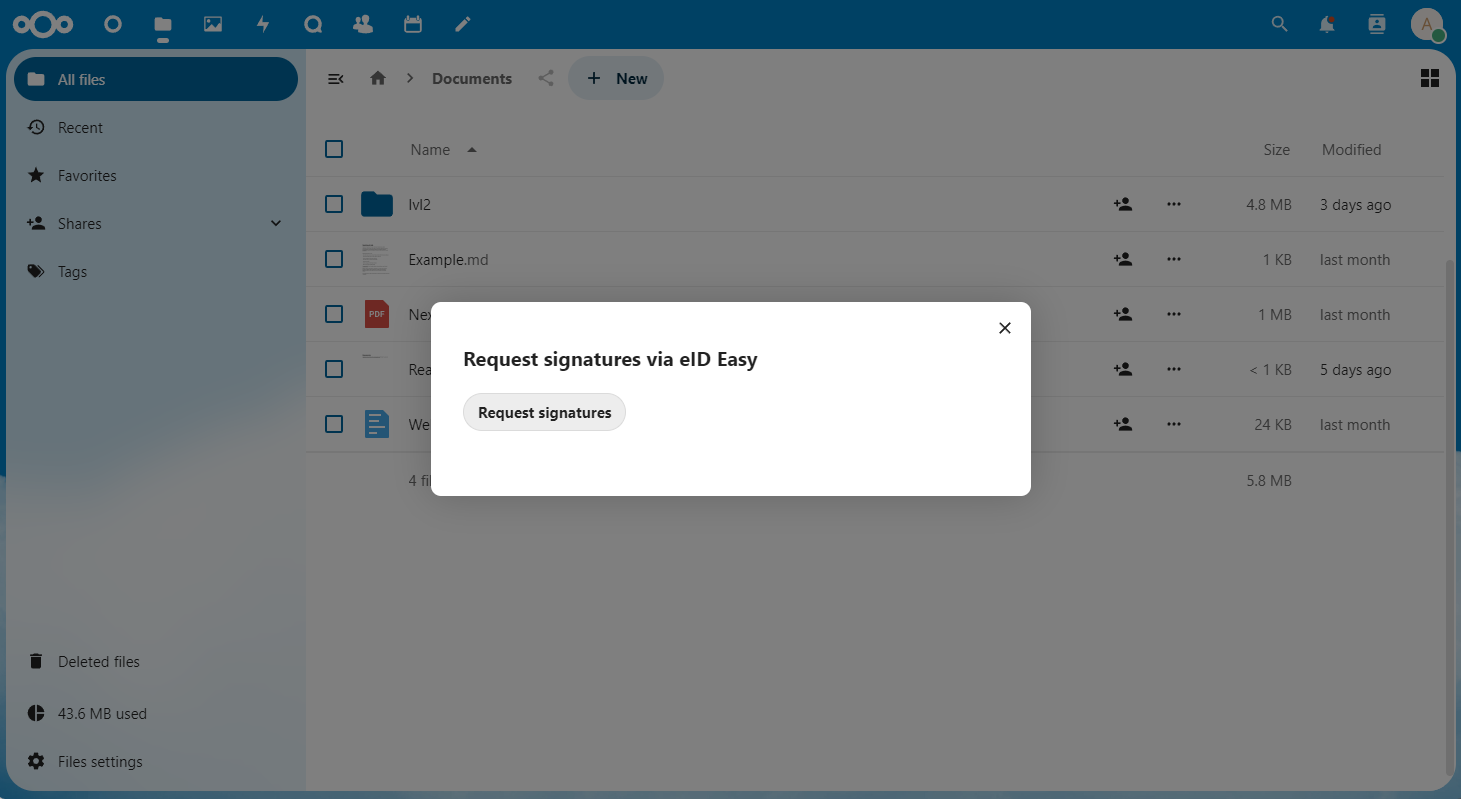 A
All files
Documents
New
Recent
Name
Size
Modified
Favorites
lvl2
4.8 MB
3 days ago
Shares
Example.md
1 KB
last month
Tags
PDF
Nex
1 MB
last month
Request signatures via eID Easy
Rea
< 1 KB
5 days ago
Request signatures
We
24 KB
last month
4 fil
5.8 MB
Deleted files
43.6 MB used
Files settings